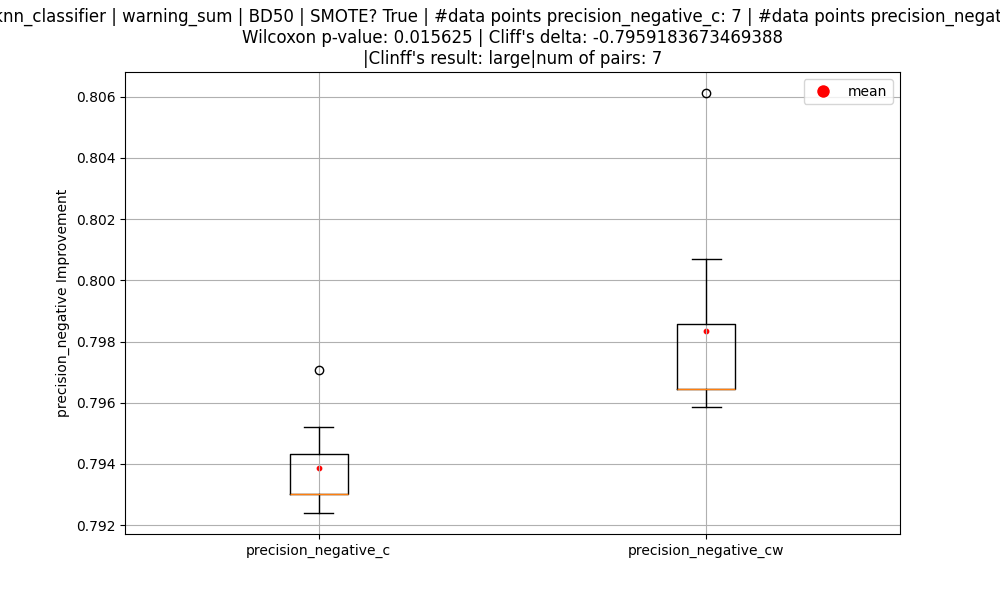 knn_classifier | warning_sum | BD50 | SMOTE? True | #data points precision_negative_c: 7 | #data points
Wilcoxon p-value: 0.015625 | Cliff's delta: -0.7959183673469388
|Clinff's result: large|num of pairs: 7
mean
0.806
0.804
0.802
0.800
0.798
0.796
0.794
0.792
precision_negative Improvement
precision_negative_c
precision_negative_cw